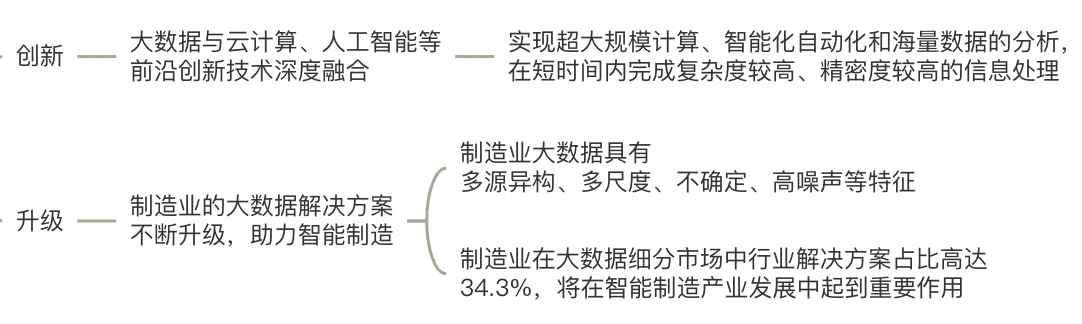 创新
大数据与云计算、人工智能等
前沿创新技术深度融合
实现超大规模计算、智能化自动化和海量数据的分析，
在短时间内完成复杂度较高、精密度较高的信息处理
升级
制造业的大数据解决方案
不断升级，助力智能制造
制造业大数据具有
多源异构、多尺度、不确定、高噪声等特征
制造业在大数据细分市场中行业解决方案占比高达
34.3%，将在智能制造产业发展中起到重要作用